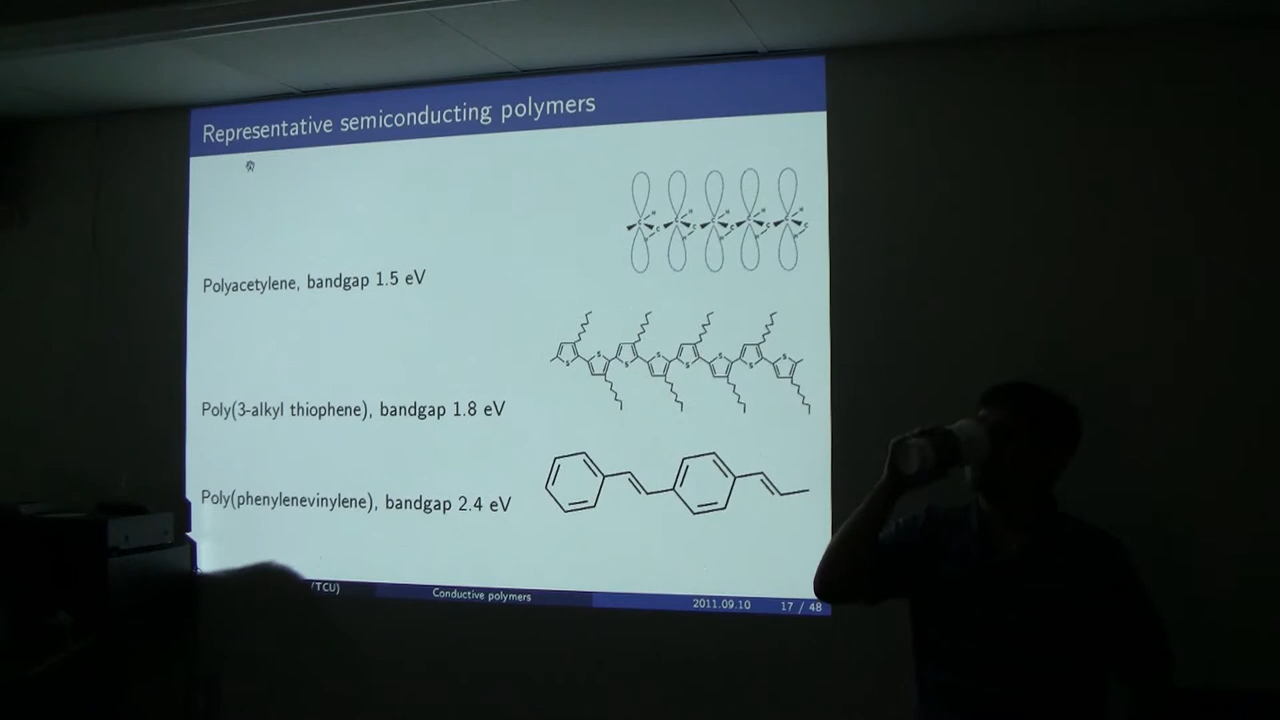 Representative semiconducting polymers
Polyacetylene, bandgap 1.5 eV
Poly(3-alkyl thiophene), bandgap 1.8 eV
Poly(phenylenevinylene), bandgap 2.4 eV
(TCU)
Conductive polymers
2011.09.10
17 / 48